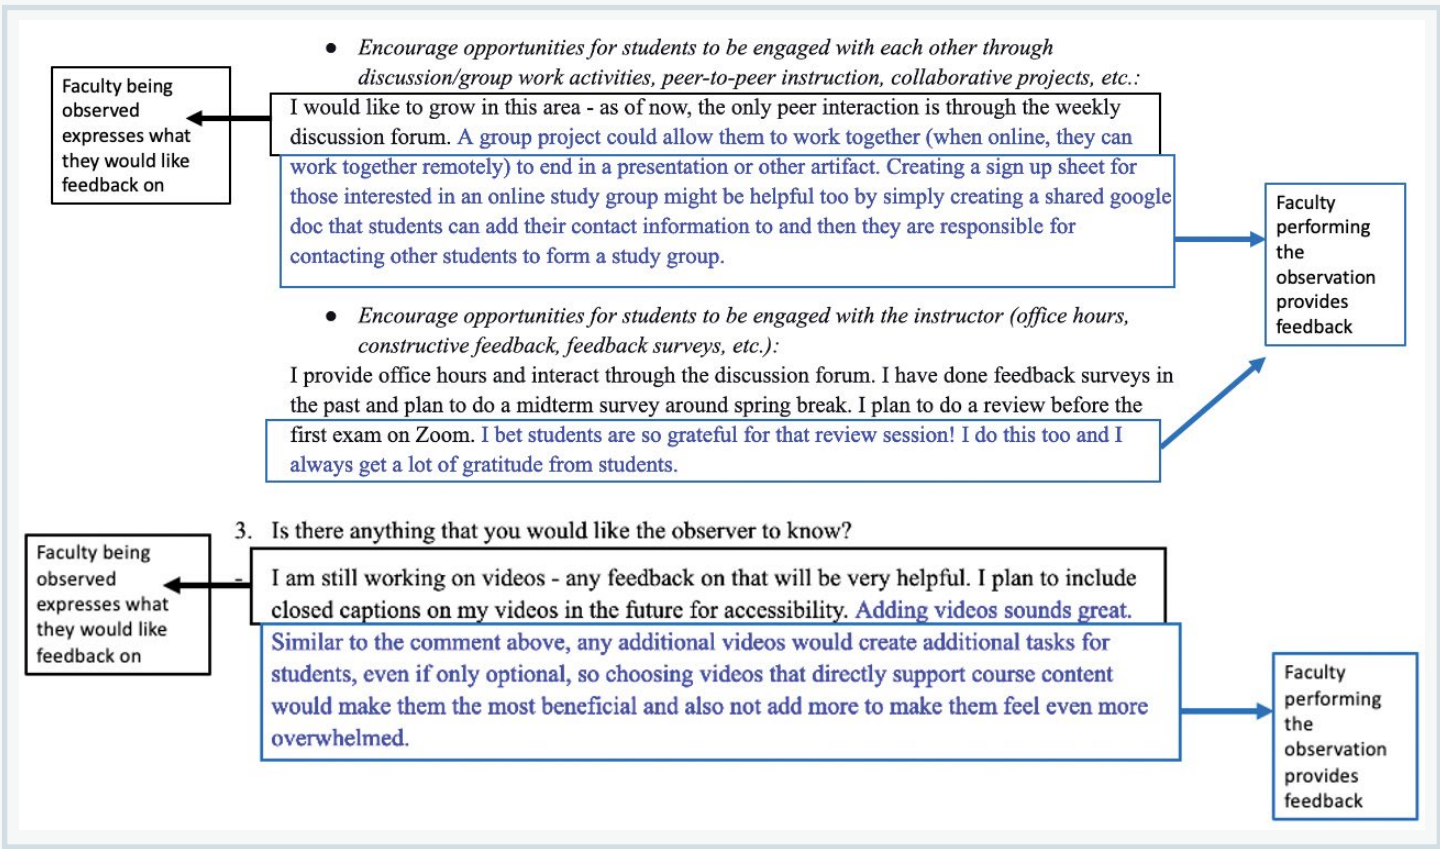 ● Encourage opportunities for students to be engaged with each other through
discussion/group work activities, peer-to-peer instruction, collaborative projects, etc.:
Faculty being
observed
expresses what
they would like
feedback on
I would like to grow in this area - as of now, the only peer interaction is through the weekly
discussion forum. A group project could allow them to work together (when online, they can
work together remotely) to end in a presentation or other artifact. Creating a sign up sheet for
those interested in an online study group might be helpful too by simply creating a shared google
doc that students can add their contact information to and then they are responsible for
contacting other students to form a study group.
Faculty
performing
the
observation
provides
feedback
● Encourage opportunities for students to be engaged with the instructor (office hours,
constructive feedback, feedback surveys, etc.):
I provide office hours and interact through the discussion forum. I have done feedback surveys in
the past and plan to do a midterm survey around spring break. I plan to do a review before the
first exam on Zoom. I bet students are so grateful for that review session! I do this too and I
always get a lot of gratitude from students.
3. Is there anything that you would like the observer to know?
Faculty being
observed
expresses what
they would like
feedback on
- I am still working on videos - any feedback on that will be very helpful. I plan to include
closed captions on my videos in the future for accessibility. Adding videos sounds great.
Similar to the comment above, any additional videos would create additional tasks for
students, even if only optional, so choosing videos that directly support course content
would make them the most beneficial and also not add more to make them feel even more
overwhelmed.
Faculty
performing
the
observation
provides
feedback